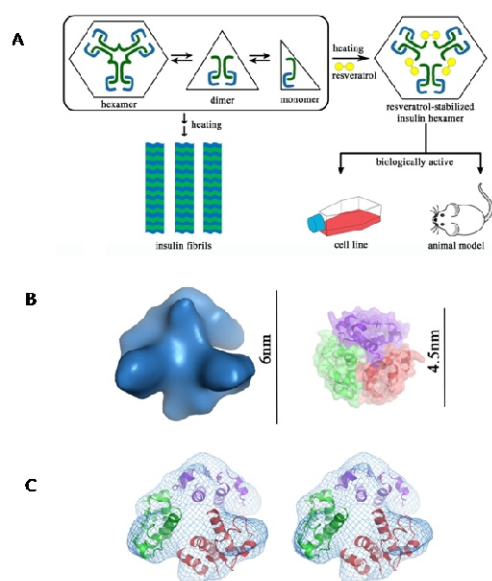 A
hexamer
dimer
monomer
heating
resveratrol
resveratrol-stabilized
insulin hexamer
heating
biologically active
insulin fibrils
cell line
animal model
B
6nm
4.5nm
C